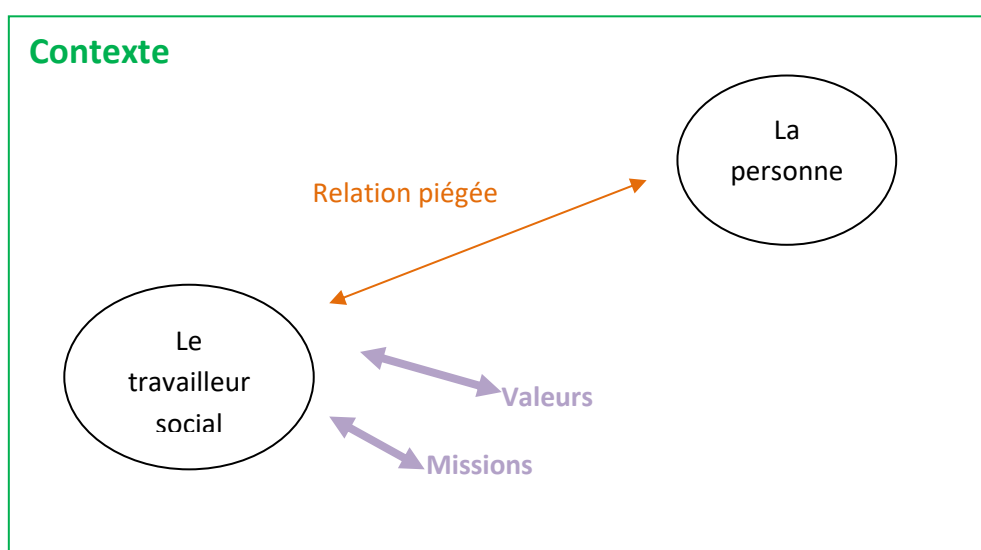 Contexte
La
personne
Relation piégée
Le
travailleur
social
Valeurs
Missions